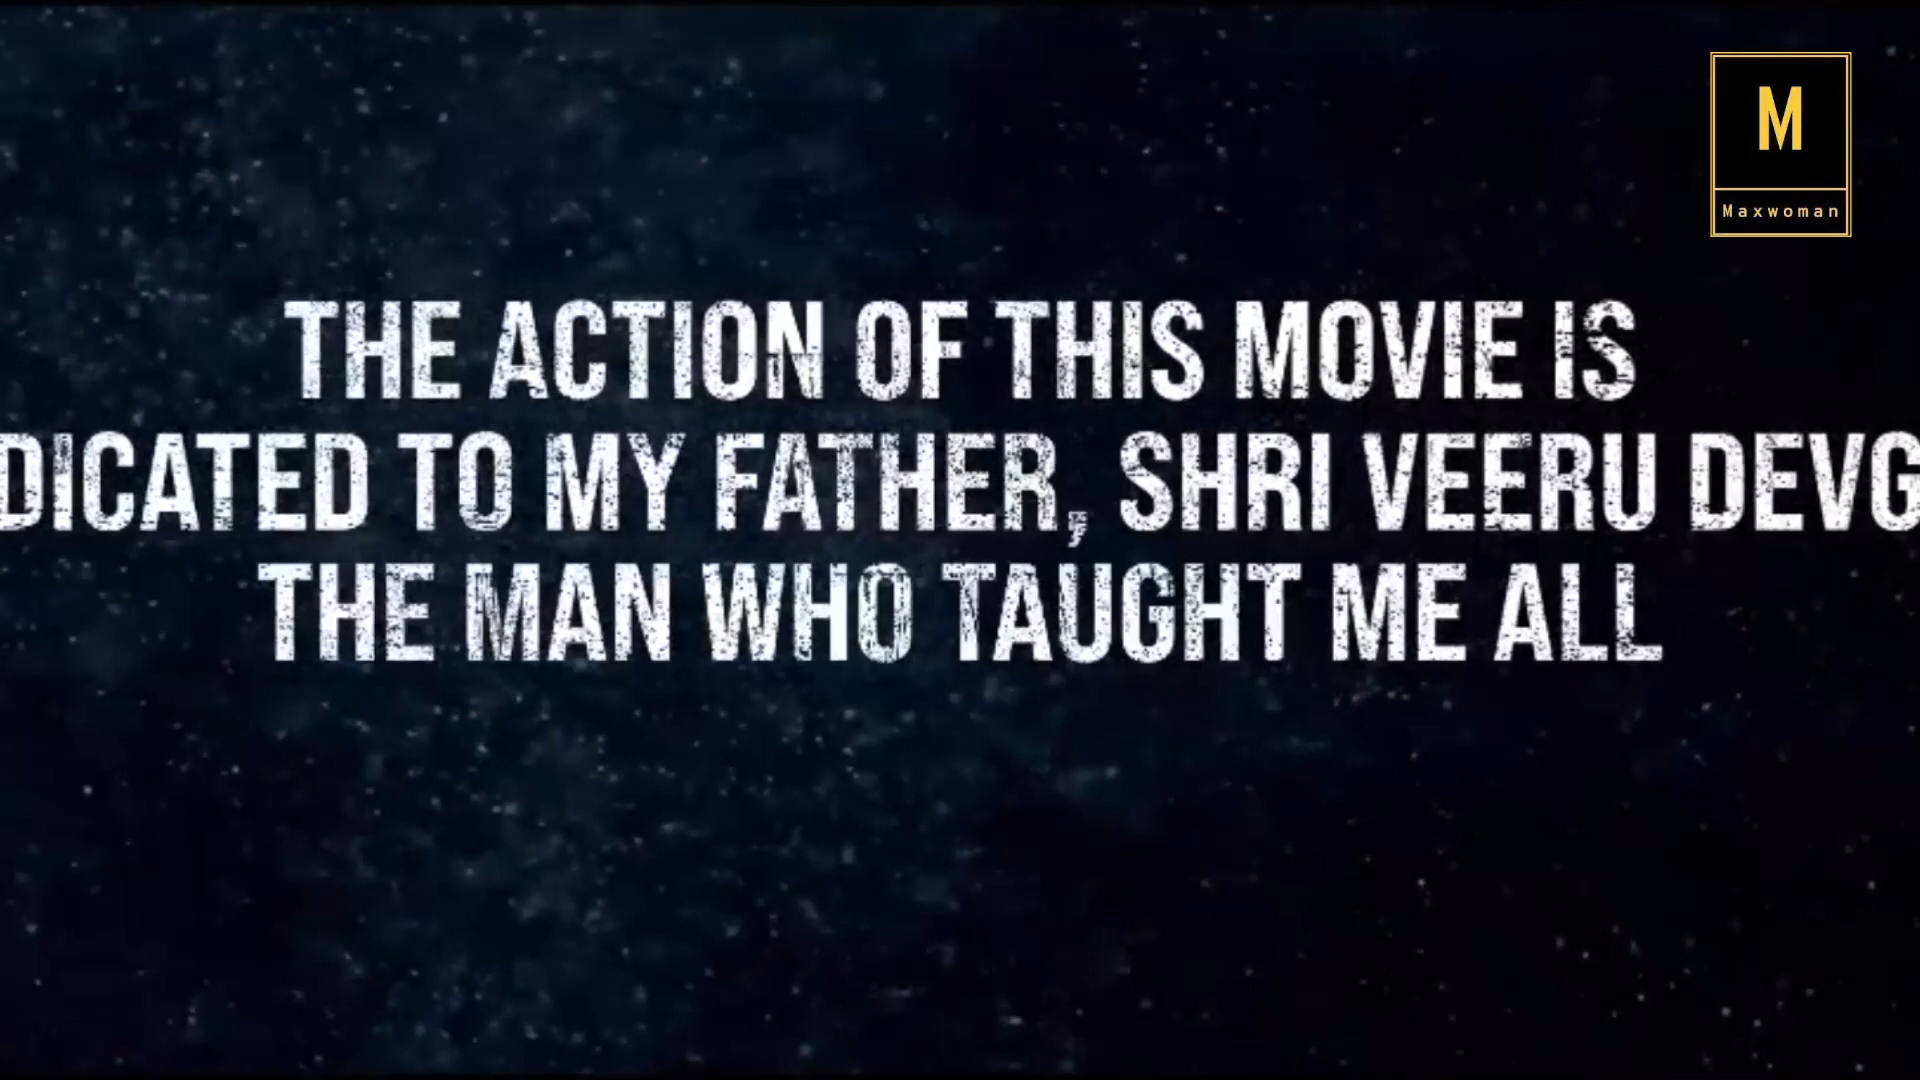 M
Maxwoman
THE ACTION OF THIS MOVIE IS
DICATED TO MY FATHER, SHRI VEERU DEVG
THE MAN WHO TAUGHT ME ALL